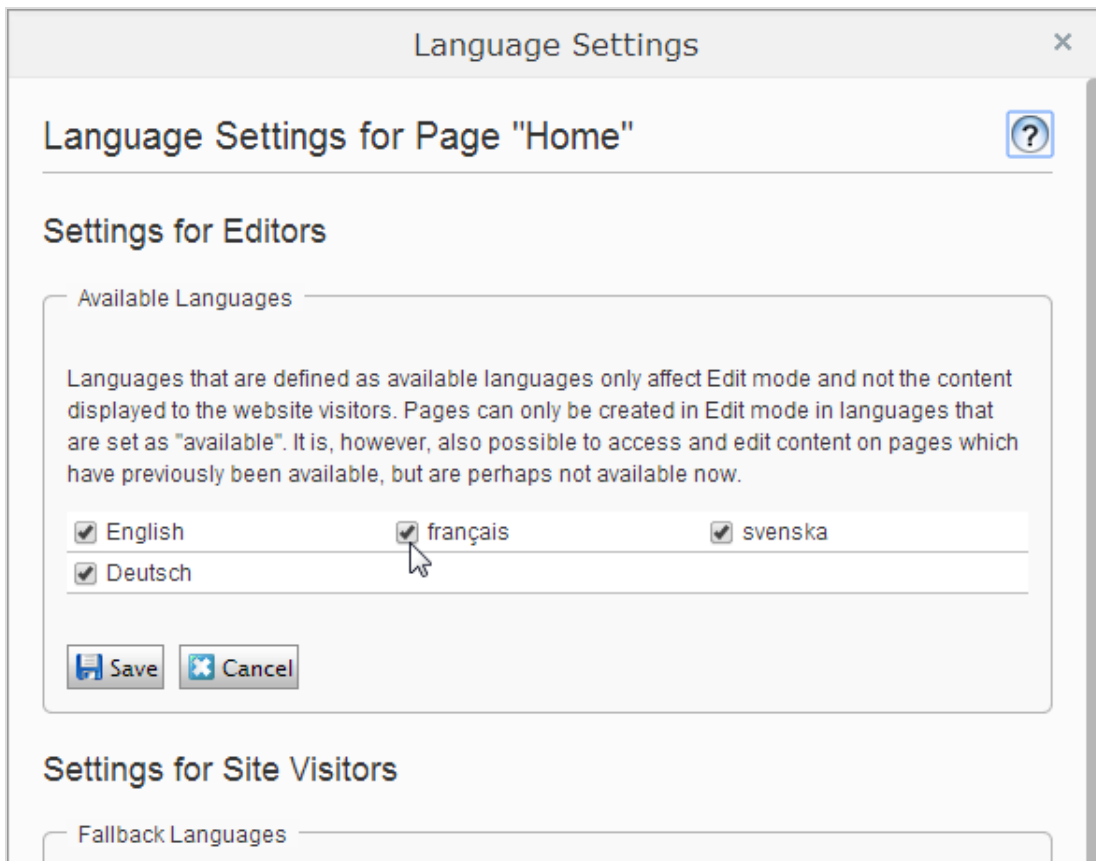 Language Settings
Language Settings for Page "Home"
Settings for Editors
Available Languages
Languages that are defined as available languages only affect Edit mode and not the content
displayed to the website visitors. Pages can only be created in Edit mode in languages that
are set as "available". It is, however, also possible to access and edit content on pages which
have previously been available, but are perhaps not available now.
English français svenska
Deutsch
Save Cancel
Settings for Site Visitors
Fallback Languages